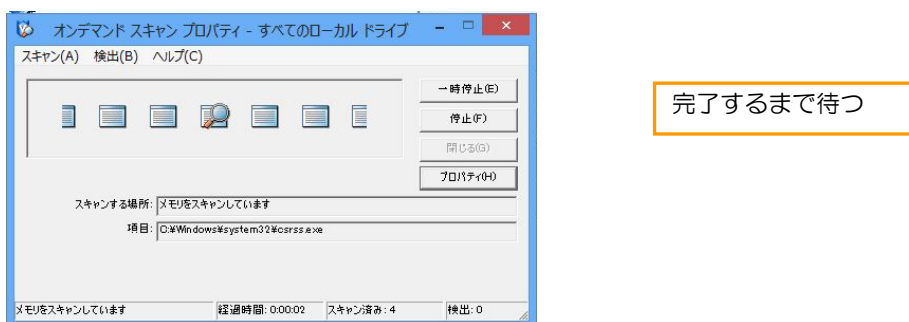 オンデマンド スキャン プロパティ - すべてのローカル ドライブ
スキャン(A) 検出(B) ヘルプ(C)
一時停止(E)
停止(F)
閉じる(G)
プロパティ(H)
スキャンする場所: メモリをスキャンしています
項目: C:¥Windows¥system32¥csrss.exe
メモリをスキャンしています 経過時間: 0:00:02 スキャン済み: 4 検出: 0
完了するまで待つ